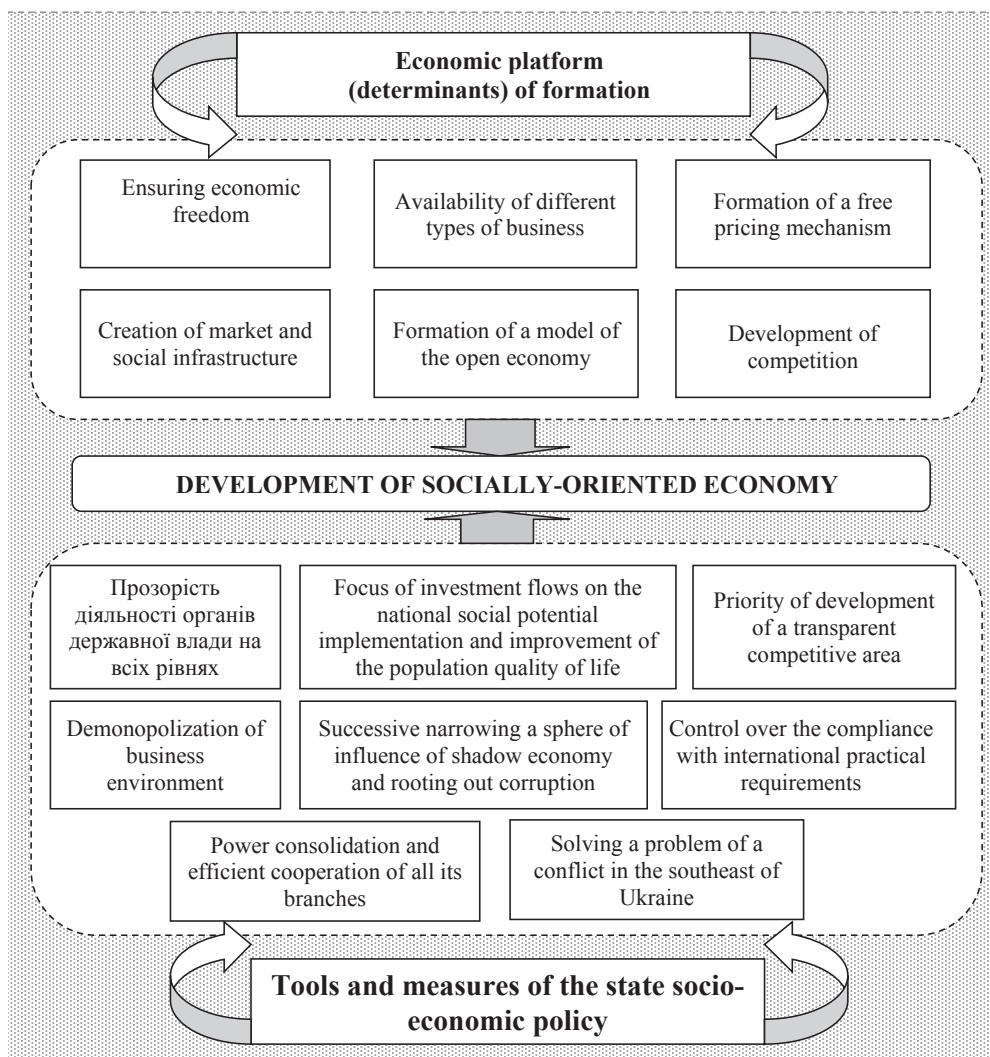 Economic platform
(determinants) of formation
Ensuring economic
freedom
Availability of different
types of business
Formation of a free
pricing mechanism
Creation of market and
social infrastructure
Formation of a model of
the open economy
Development of
competition
DEVELOPMENT OF SOCIALLY-ORIENTED ECONOMY
Прозорість
діяльності органів
державної влади на
всіх рівнях
Focus of investment flows on the
national social potential
implementation and improvement of
the population quality of life
Priority of development
of a transparent
competitive area
Demonopolization of
business
environment
Successive narrowing a sphere of
influence of shadow economy
and rooting out corruption
Control over the compliance
with international practical
requirements
Power consolidation and
efficient cooperation of all its
branches
Solving a problem of a
conflict in the southeast of
Ukraine
Tools and measures of the state socio-
economic policy